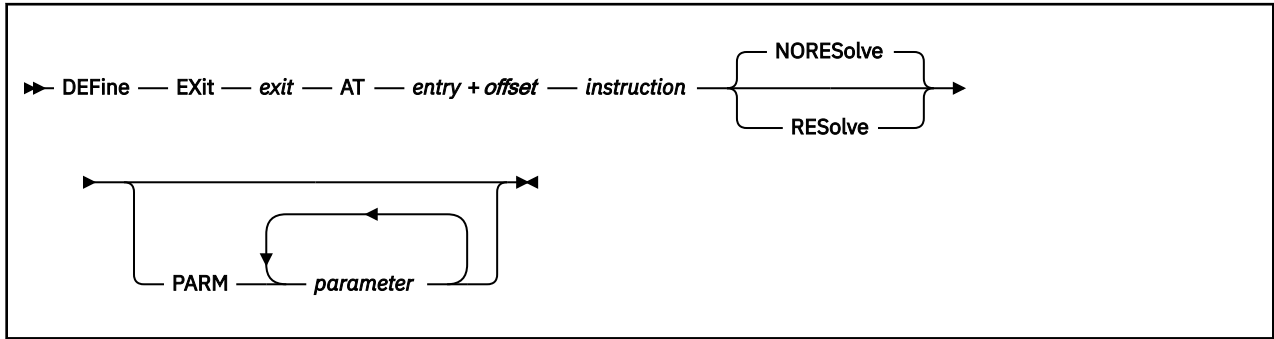 NORESolve
DEFine EXit exit AT entry + offset instruction
RESolve
PARM parameter